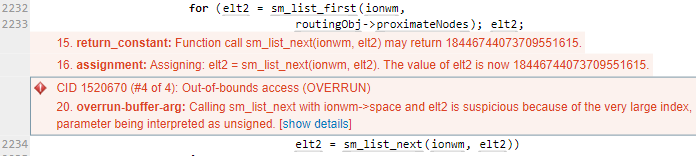 2232 for (elt2 = sm_list_first(ionwm,
2233 routingObj->proximateNodes); elt2;
15. return_constant: Function call sm_list_next(ionwm, elt2) may return 18446744073709551615.
16. assignment: Assigning: elt2 = sm_list_next(ionwm, elt2). The value of elt2 is now 18446744073709551615.
CID 1520670 (#4 of 4): Out-of-bounds access (OVERRUN)
20. overrun-buffer-arg: Calling sm_list_next with ionwm->space and elt2 is suspicious because of the very large index,
parameter being interpreted as unsigned. [show details]
2234 elt2 = sm_list_next(ionwm, elt2))